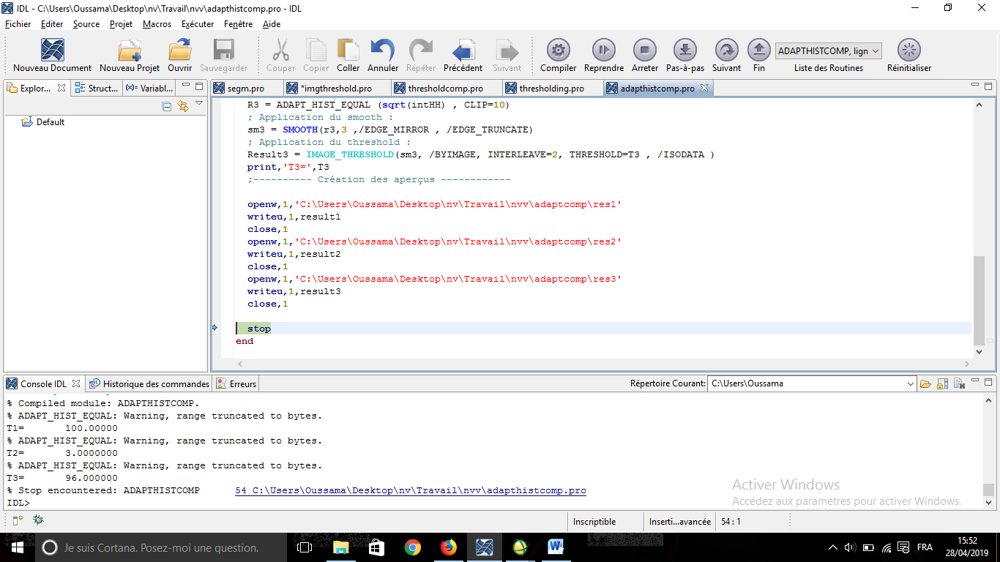 IDL - C:\Users\Oussama\Desktop\nv\Travail\nvv\adapthistcomp.pro - IDL
Fichier Editer Source Projet Macros Exécuter Fenêtre Aide
Nouveau Document Nouveau Projet Ouvrir Sauvegarder Couper Copier Coller Annuler Répéter Précédent Suivant Compiler Reprendre Arreter Pas-à-pas Suivant Fin ADAPTHISTCOMP, lign Liste des Routines Réinitialiser
Explor... Struct... Variabl... segm.pro *imgthreshold.pro thresholdcomp.pro thresholding.pro adapthistcomp.pro
Default
R3 = ADAPT_HIST_EQUAL (sqrt(intHH) , CLIP=10)
; Application du smooth :
sm3 = SMOOTH(r3,3 ,/EDGE_MIRROR , /EDGE_TRUNCATE)
; Application du threshold :
Result3 = IMAGE_THRESHOLD(sm3, /BYIMAGE, INTERLEAVE=2, THRESHOLD=T3 , /ISODATA )
print,'T3=',T3
;---------- Création des aperçus ------------
openw,1,'C:\Users\Oussama\Desktop\nv\Travail\nvv\adaptcomp\res1'
writeu,1,result1
close,1
openw,1,'C:\Users\Oussama\Desktop\nv\Travail\nvv\adaptcomp\res2'
writeu,1,result2
close,1
openw,1,'C:\Users\Oussama\Desktop\nv\Travail\nvv\adaptcomp\res3'
writeu,1,result3
close,1
stop
end
Console IDL Historique des commandes Erreurs Répertoire Courant: C:\Users\Oussama
% Compiled module: ADAPTHISTCOMP.
% ADAPT_HIST_EQUAL: Warning, range truncated to bytes.
T1= 100.00000
% ADAPT_HIST_EQUAL: Warning, range truncated to bytes.
T2= 3.0000000
% ADAPT_HIST_EQUAL: Warning, range truncated to bytes.
T3= 96.000000
% Stop encountered: ADAPTHISTCOMP 54 C:\Users\Oussama\Desktop\nv\Travail\nvv\adapthistcomp.pro
IDL>
Activer Windows
Accédez aux paramètres pour activer Windows.
Inscriptible Inserti...avancée 54 : 1
Je suis Cortana. Posez-moi une question.
FRA
15:52
28/04/2019